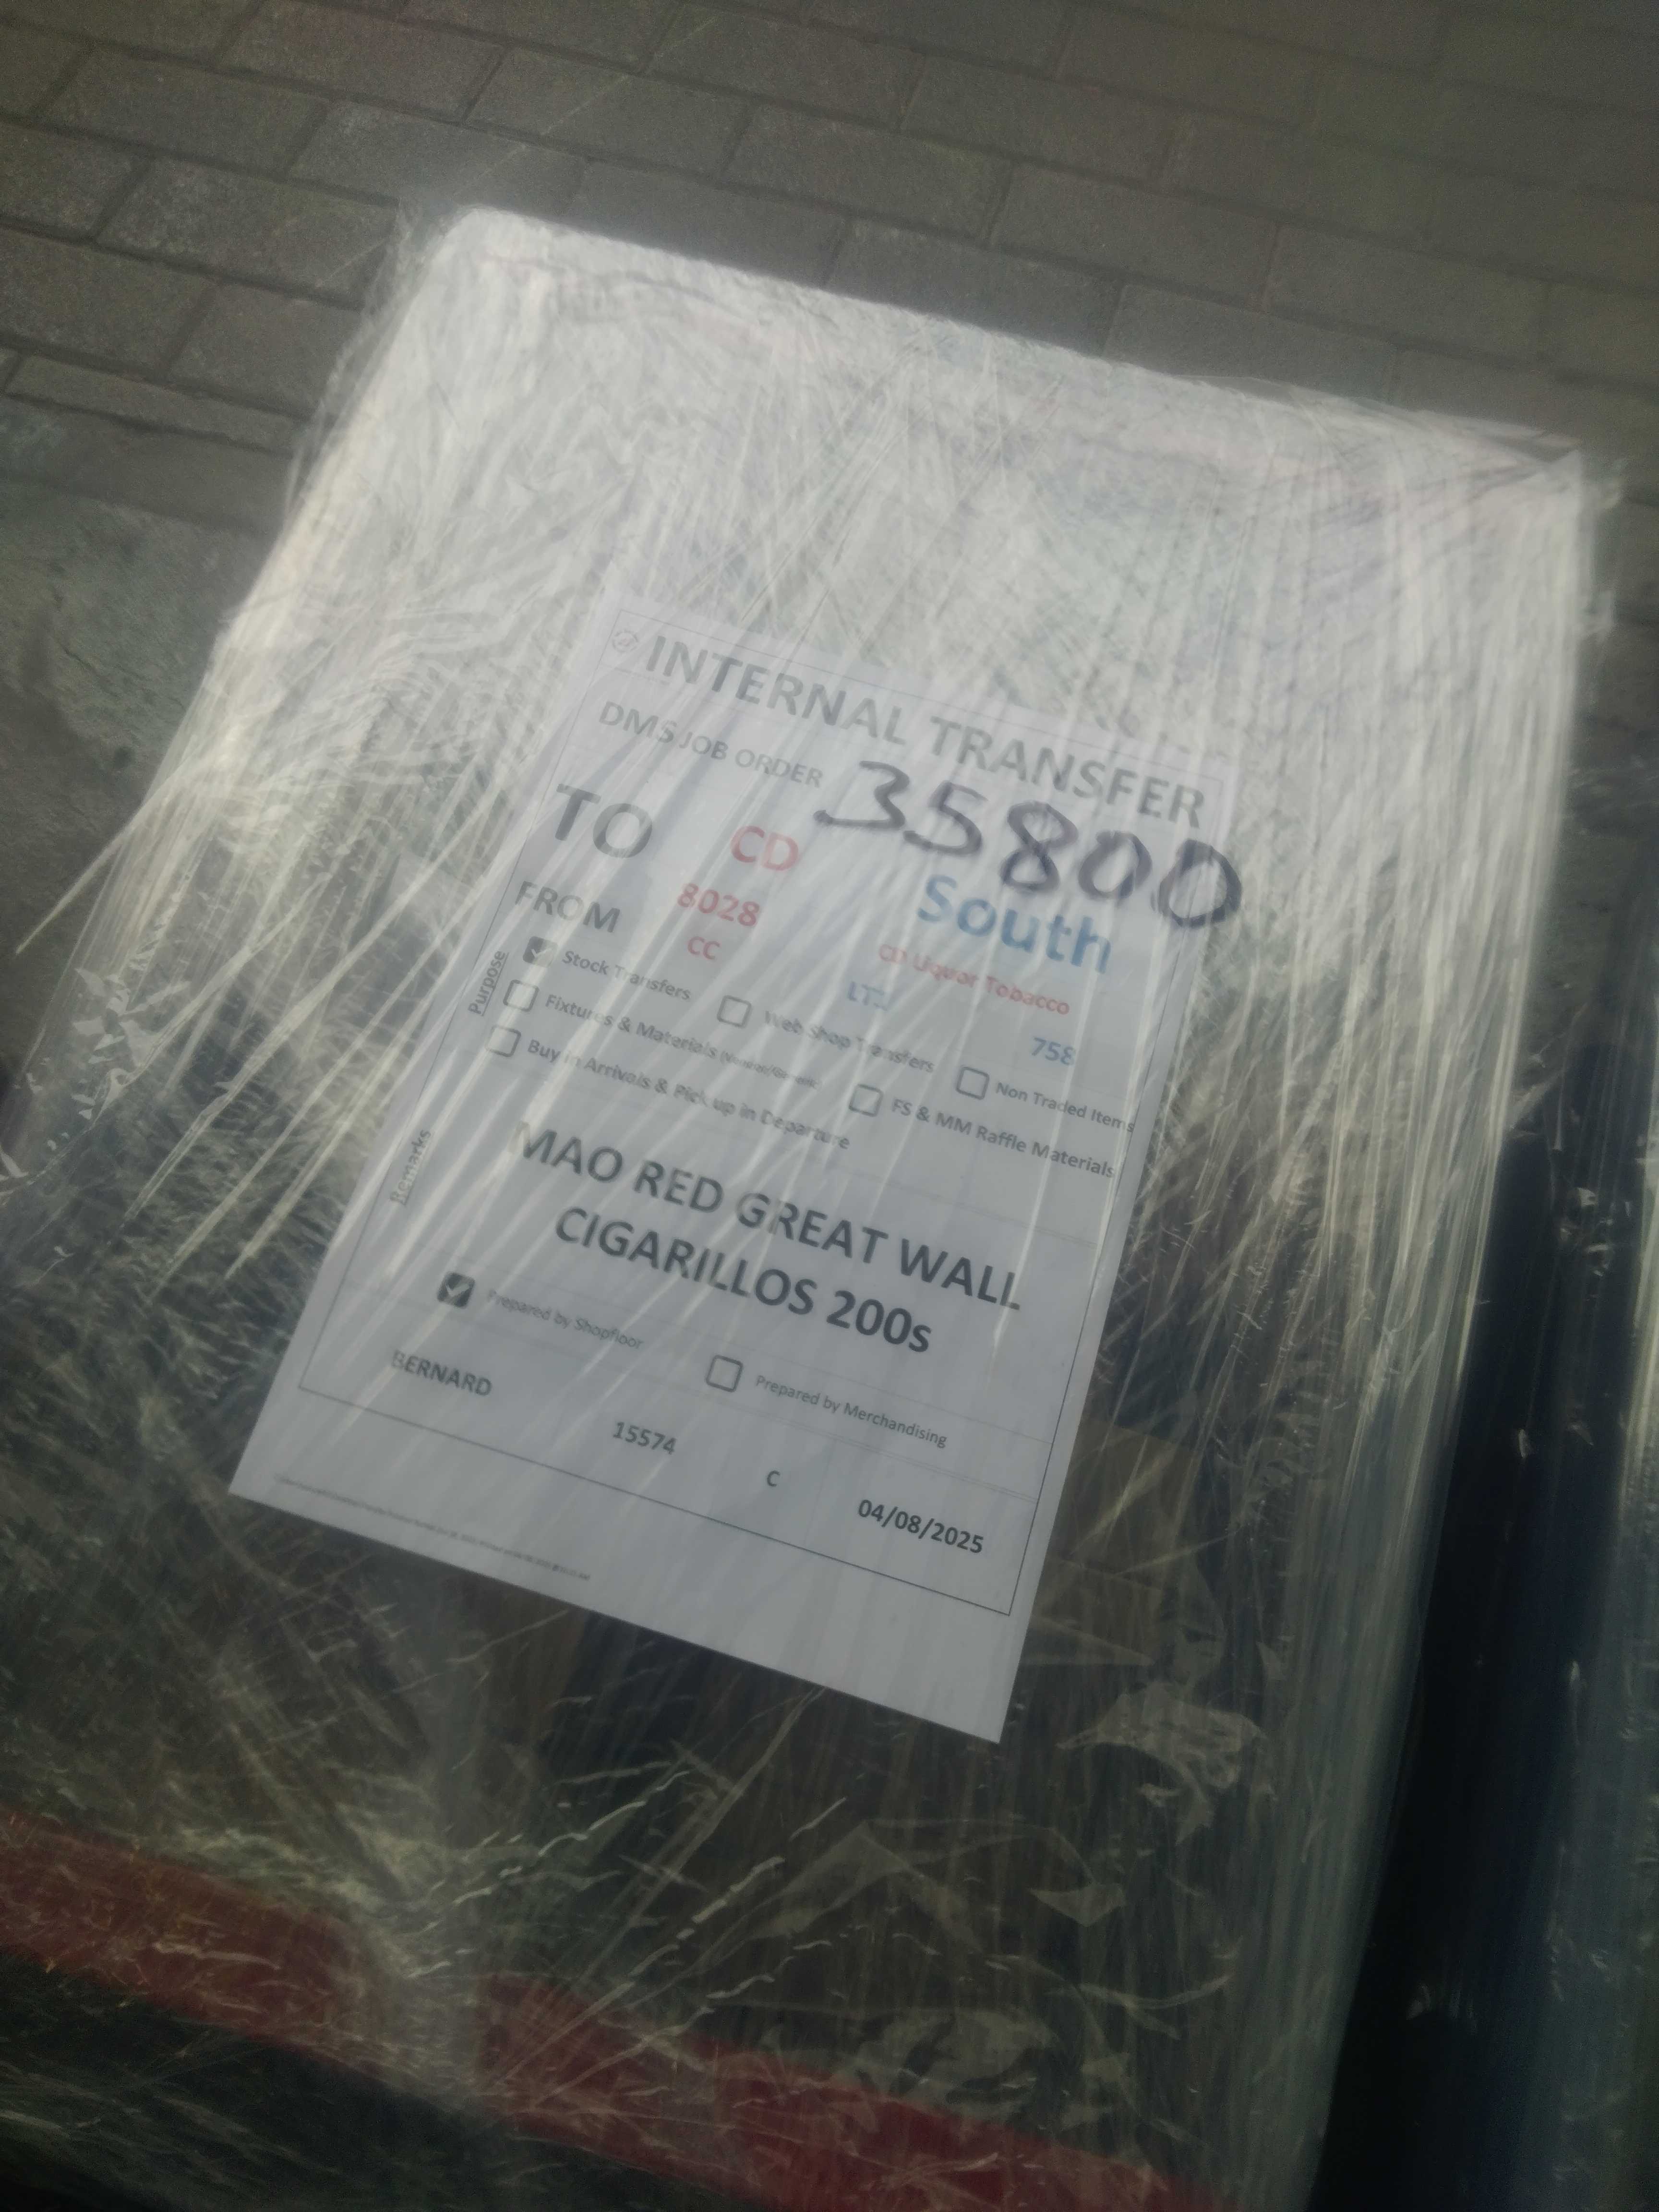 INTERNAL TRANSFER
DMS JOB ORDER 35800
TO CD South
8028 CD Liquor Tobacco
FROM CC LT 758
Purpose
Stock Transfers Web Shop Transfers Non Traded Items
Fixtures & Materials FS & MM Raffle Materials
Buy in Arrivals & Pick up in Departure
Remarks
MAO RED GREAT WALL
CIGARILLOS 200s
Prepared by Shopfloor Prepared by Merchandising
BERNARD 15574 C 04/08/2025